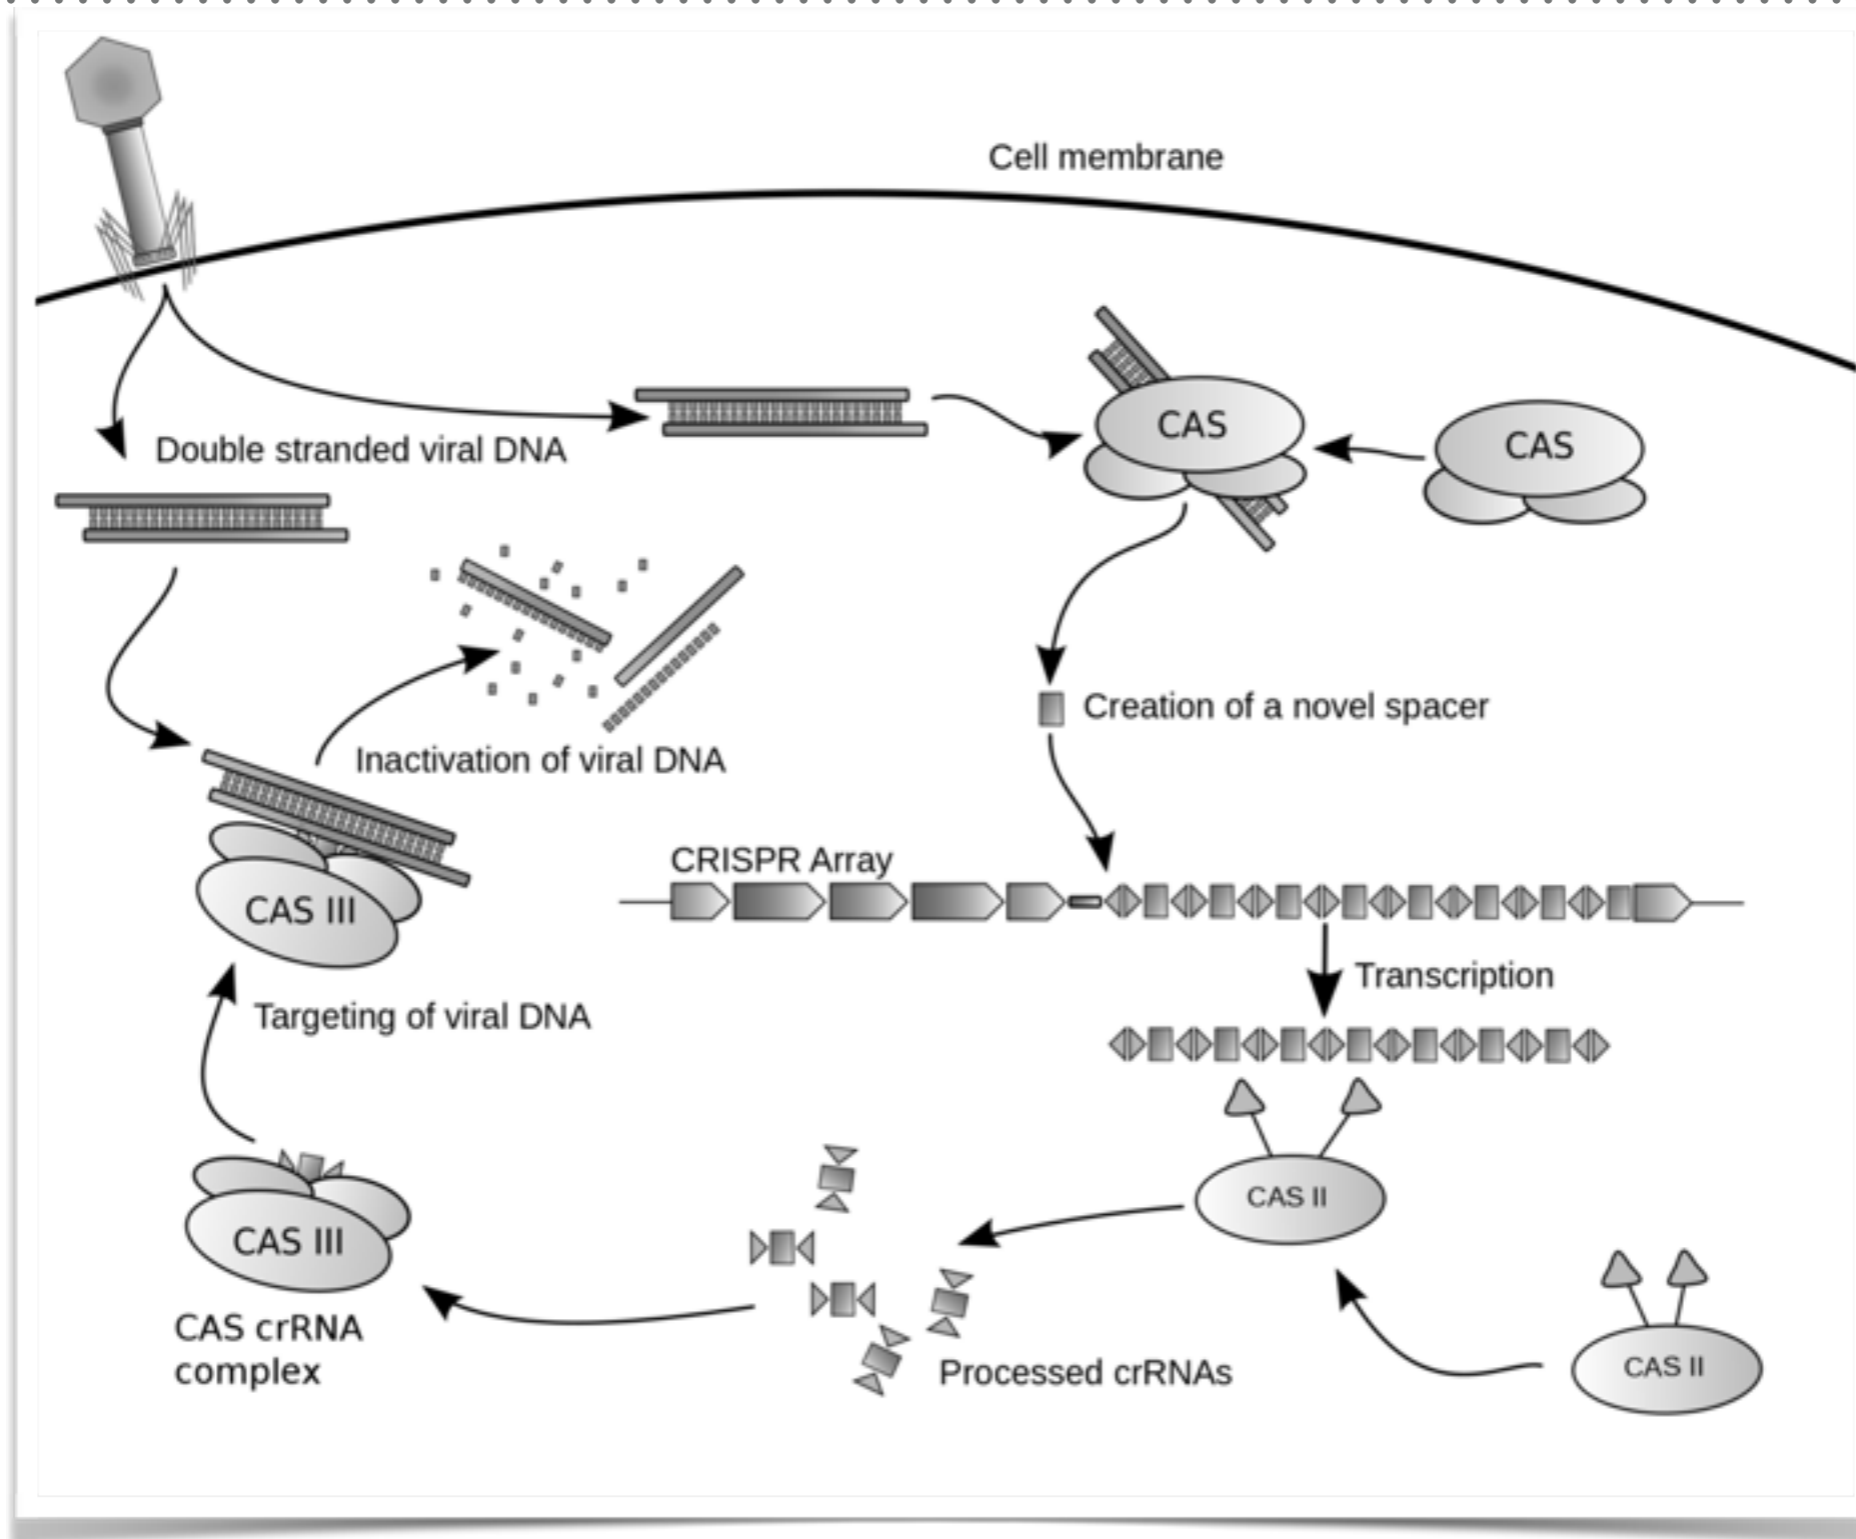 Cell membrane
CAS
CAS
Double stranded viral DNA
Creation of a novel spacer
Inactivation of viral DNA
CRISPR Array
CAS III
Transcription
Targeting of viral DNA
CAS II
CAS III
CAS crRNA
complex
Processed crRNAs
CAS II